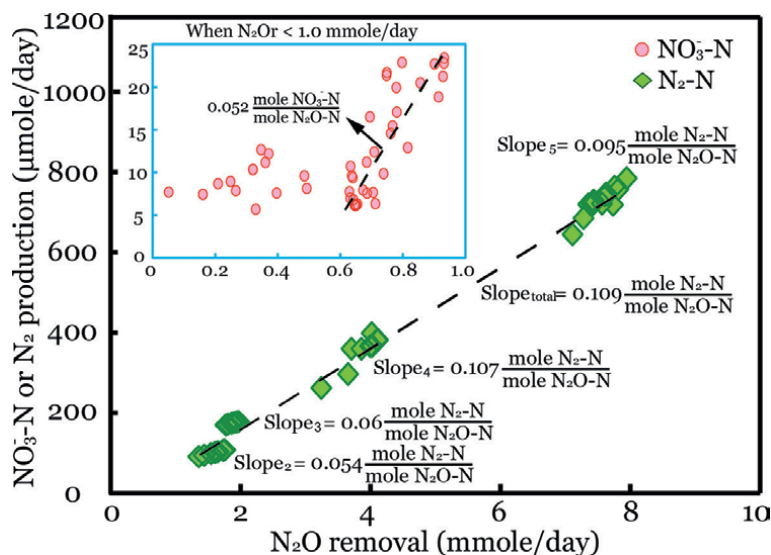 When N₂Or < 1.0 mmole/day
NO₃⁻-N
N₂-N
0.052 mole NO₃⁻-N
mole N₂O-N
Slope₅= 0.095 mole N₂-N
mole N₂O-N
Slopetotal= 0.109 mole N₂-N
mole N₂O-N
Slope₄= 0.107 mole N₂-N
mole N₂O-N
Slope₃= 0.06 mole N₂-N
mole N₂O-N
Slope₂= 0.054 mole N₂-N
mole N₂O-N
25
20
15
10
5
0
0 0.2 0.4 0.6 0.8 1.0
NO₃⁻-N or N₂ production (µmole/day)
1200
1000
800
600
400
200
0
0 2 4 6 8 10
N₂O removal (mmole/day)